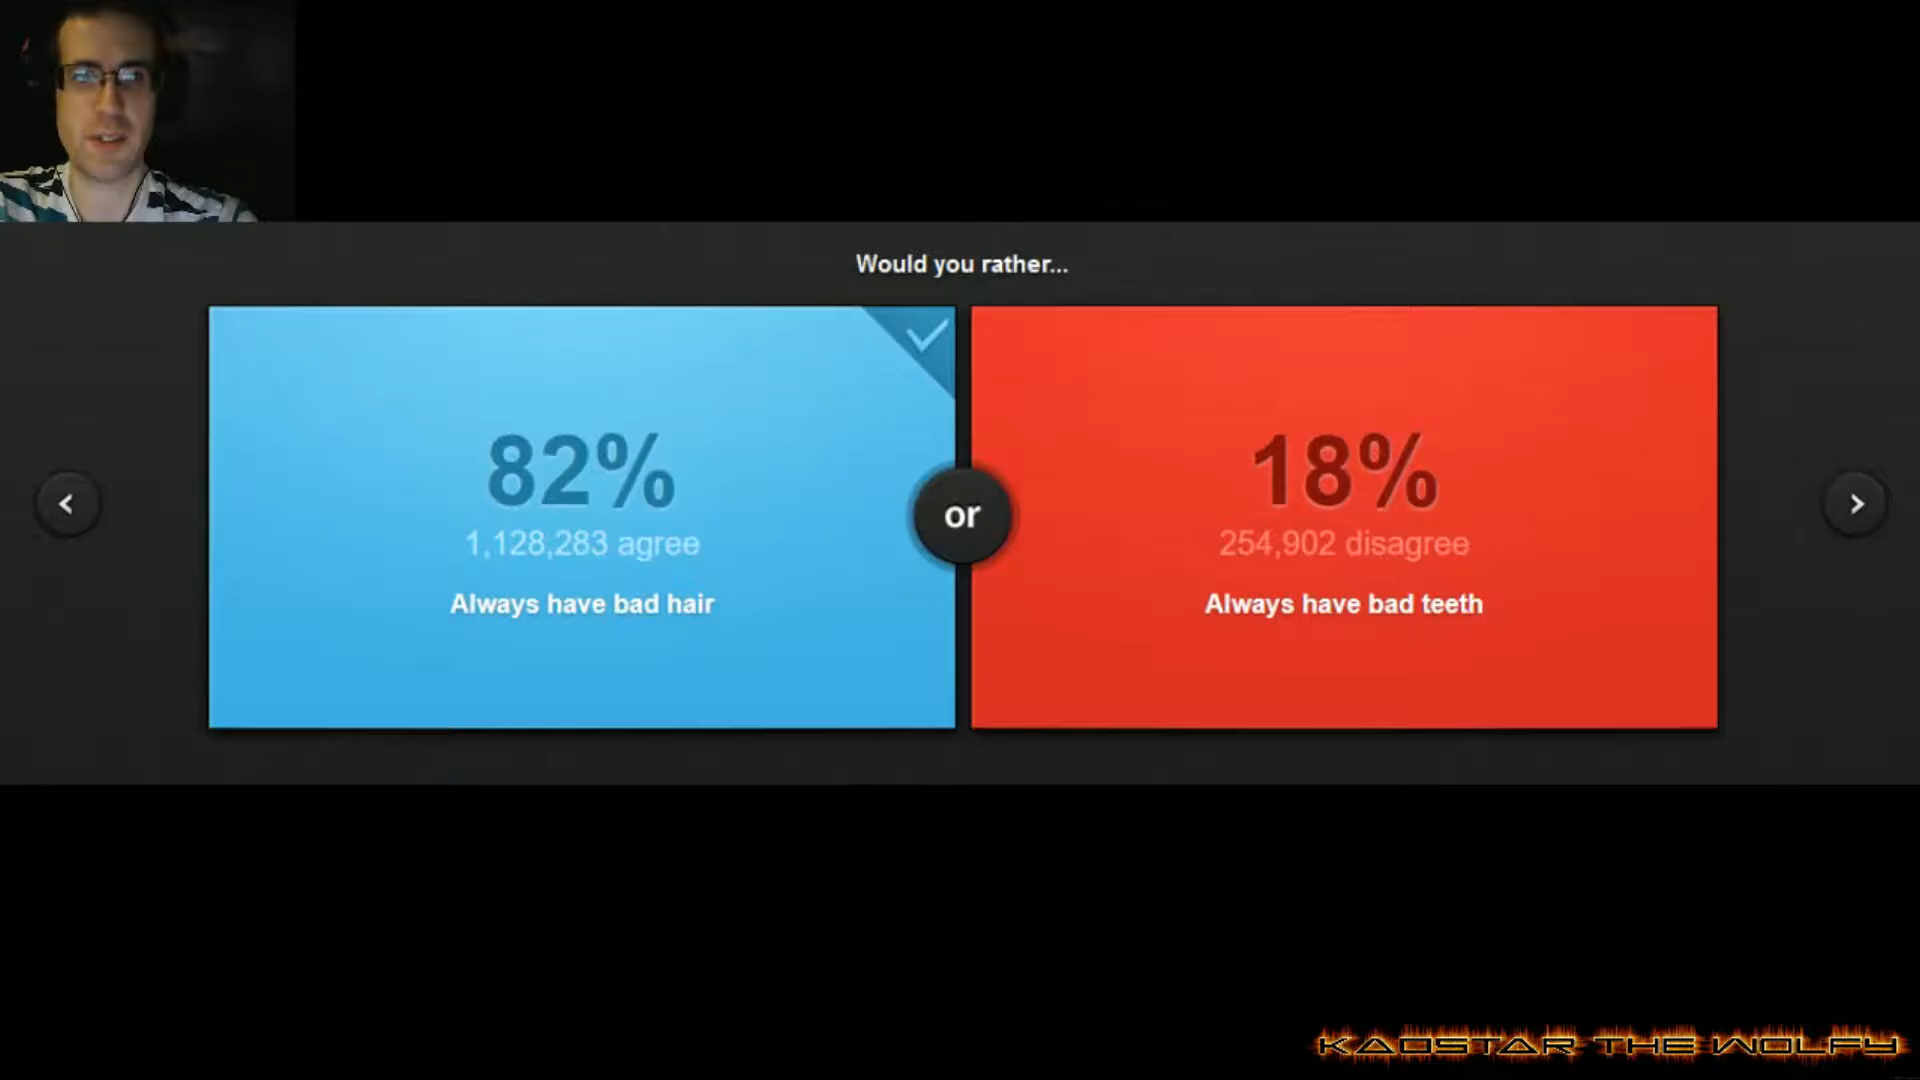 Would you rather...
82%
1,128,283 agree
Always have bad hair
or
18%
254,902 disagree
Always have bad teeth
KAOSTAR THE WOLFY